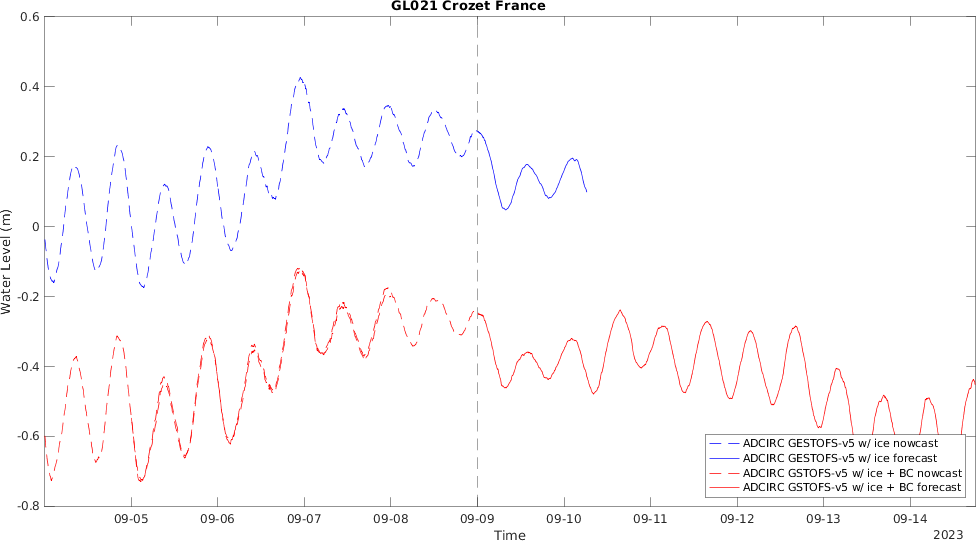 GL021 Crozet France
0.6
0.4
0.2
0
-0.2
-0.4
-0.6
-0.8
Water Level (m)
ADCIRC GESTOFS-v5 w/ ice nowcast
ADCIRC GESTOFS-v5 w/ ice forecast
ADCIRC GSTOFS-v5 w/ ice + BC nowcast
ADCIRC GSTOFS-v5 w/ ice + BC forecast
09-05 09-06 09-07 09-08 09-09 09-10 09-11 09-12 09-13 09-14
Time
2023